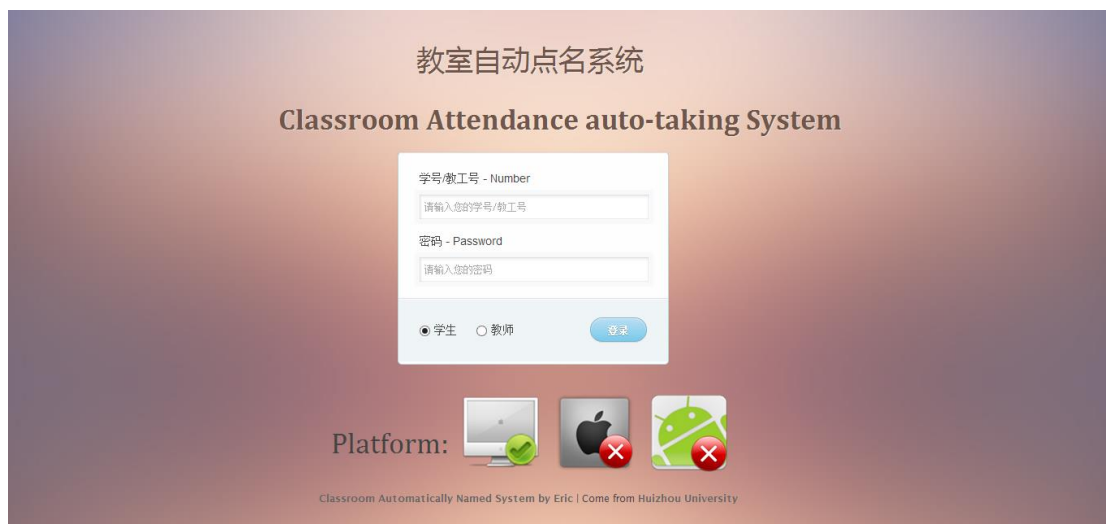 教室自动点名系统
Classroom Attendance auto-taking System
学号/教工号 - Number
请输入您的学号/教工号
密码 - Password
请输入您的密码
学生 教师 登录
Platform:
Classroom Automatically Named System by Eric | Come from Huizhou University